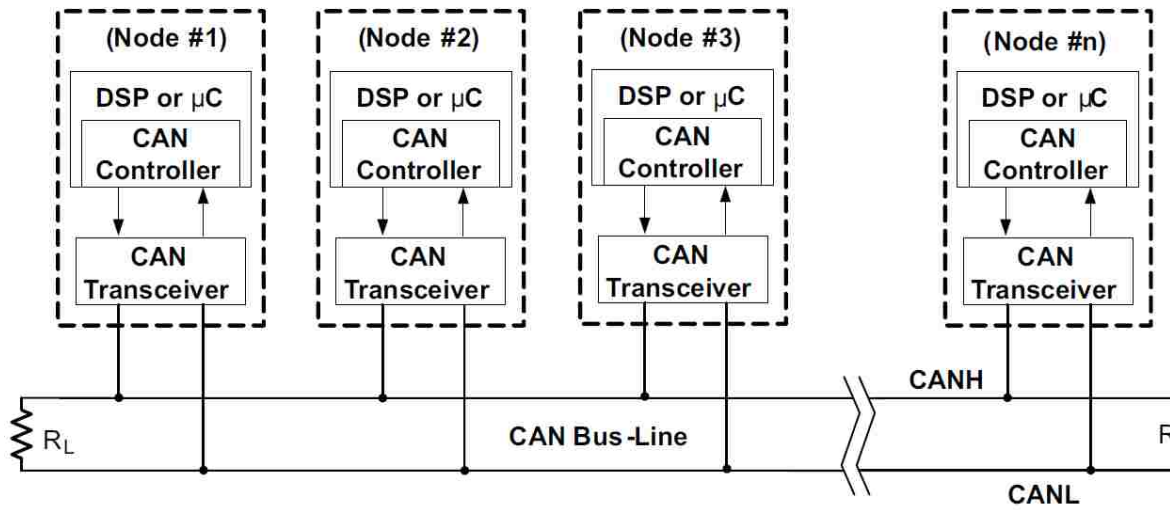 (Node #1)
DSP or µC
CAN
Controller
CAN
Transceiver
(Node #2)
DSP or µC
CAN
Controller
CAN
Transceiver
(Node #3)
DSP or µC
CAN
Controller
CAN
Transceiver
(Node #n)
DSP or µC
CAN
Controller
CAN
Transceiver
CANH
RL
CAN Bus-Line
R
CANL